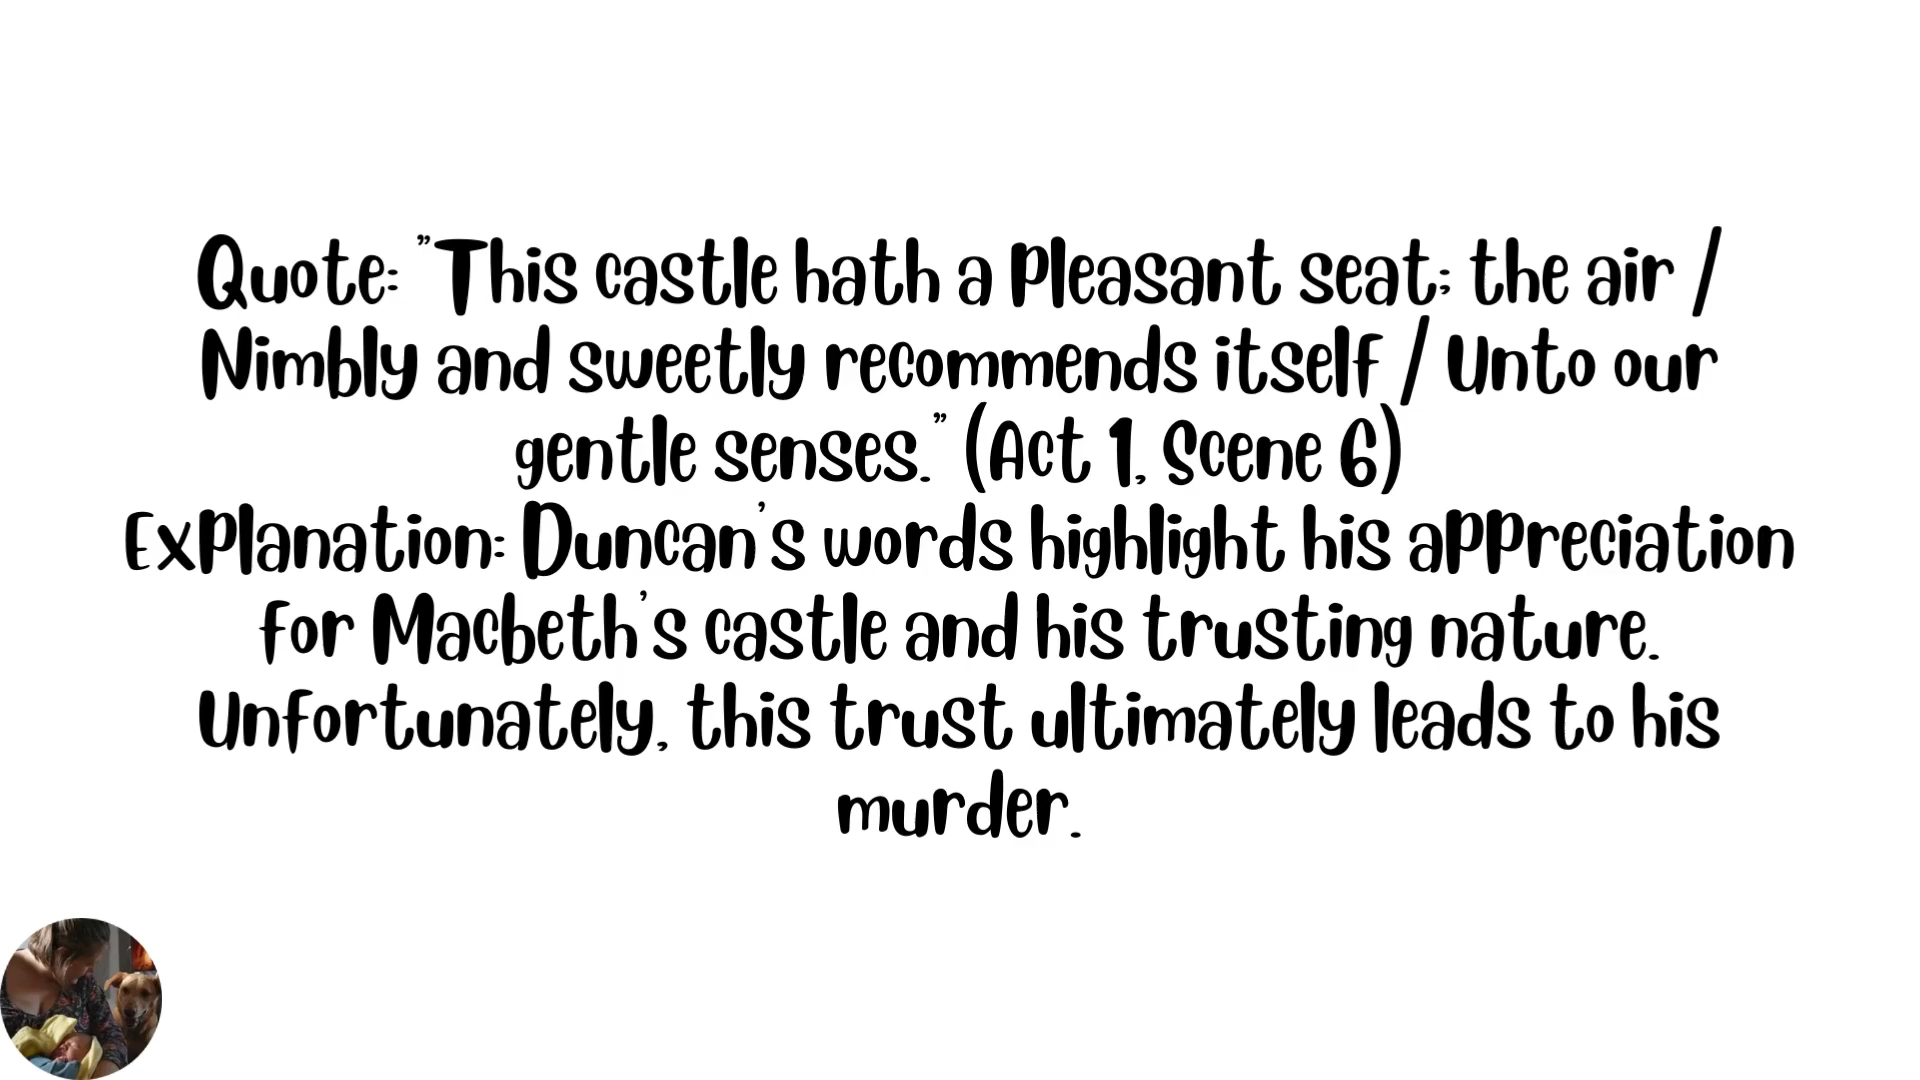 Quote: "This castle hath a pleasant seat; the air /
Nimbly and sweetly recommends itself / Unto our
gentle senses." (Act 1, Scene 6)
Explanation: Duncan's words highlight his appreciation
for Macbeth's castle and his trusting nature.
Unfortunately, this trust ultimately leads to his
murder.